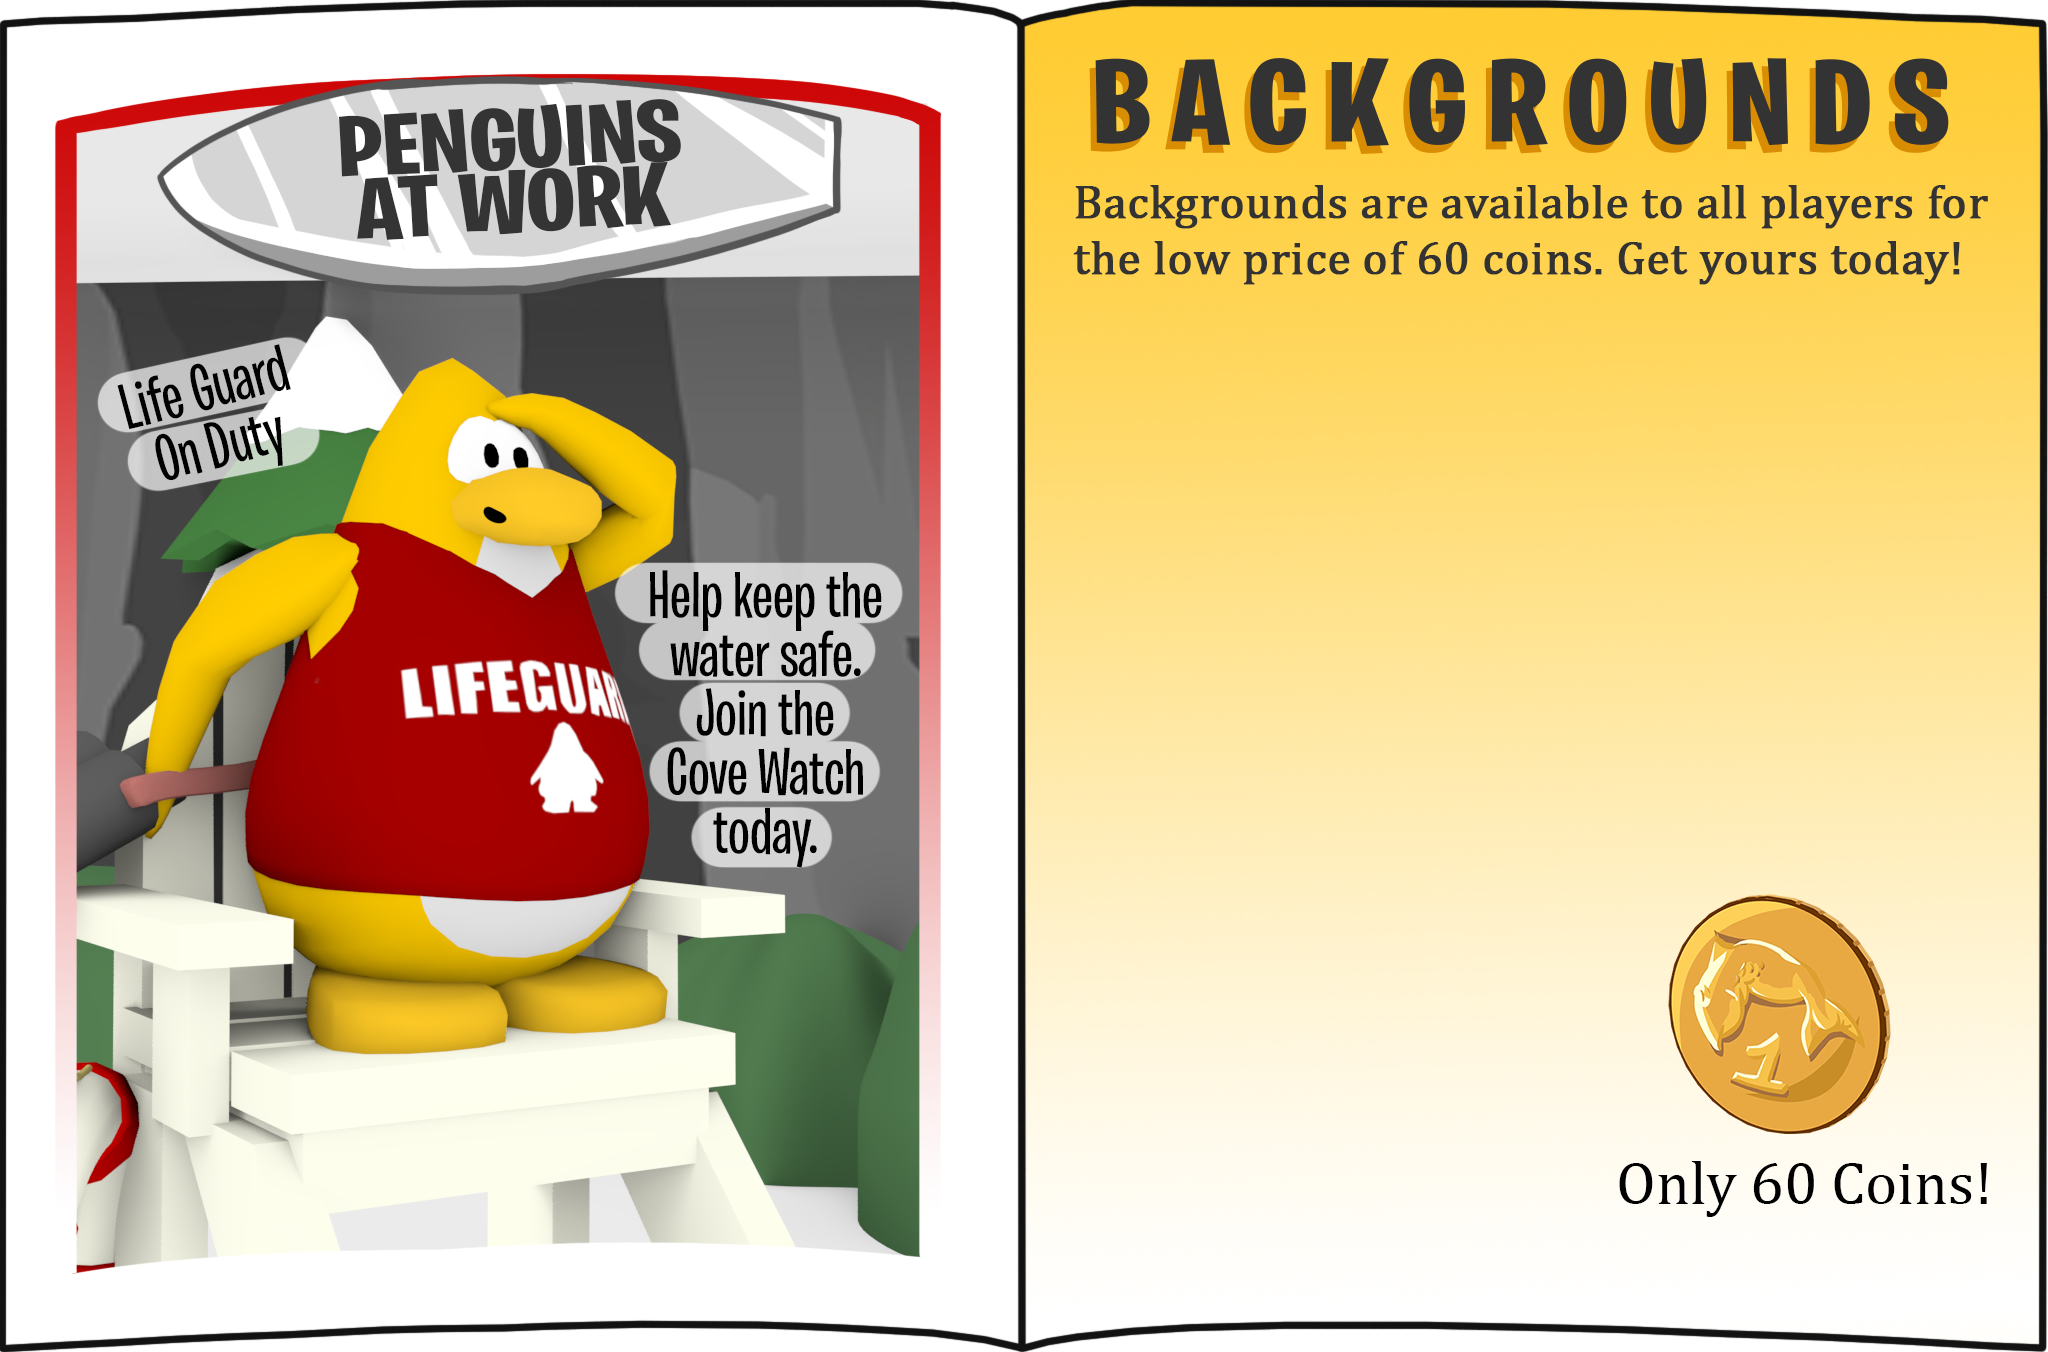 PENGUINS
AT WORK
Life Guard
On Duty
LIFEGUAR
Help keep the
water safe.
Join the
Cove Watch
today.
BACKGROUNDS
Backgrounds are available to all players for
the low price of 60 coins. Get yours today!
1
Only 60 Coins!